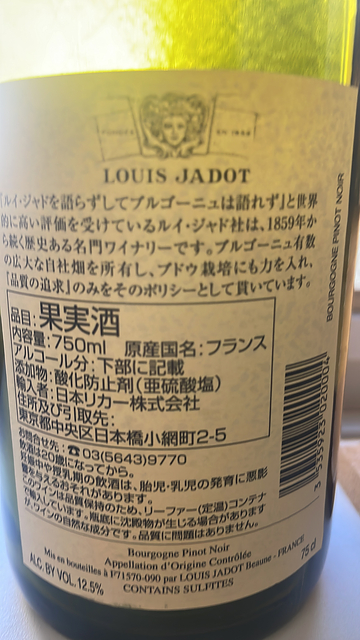 FONDÉE EN 1859
LOUIS JADOT
「ルイ・ジャドを語らずしてブルゴーニュは語れず」と世界
的に高い評価を受けているルイ・ジャド社は、1859年か
ら続く歴史ある名門ワイナリーです。ブルゴーニュ有数
の広大な自社畑を所有し、ブドウ栽培にも力を入れ、
「品質の追求」のみをそのポリシーとして貫いています。
品目:果実酒
内容量:750ml 原産国名:フランス
アルコール分:下部に記載
添加物:酸化防止剤(亜硫酸塩)
輸入者:日本リカー株式会社
住所及び引取先:
東京都中央区日本橋小網町2-5
お問合せ先:☎03(5643)9770
飲酒は20歳になってから。
妊娠中や授乳期の飲酒は、胎児・乳児の発育に悪影
響を与えるおそれがあります。
このワインは品質保持のため、リーファー(定温)コンテナ
で輸入しています。瓶底に沈殿物が生じる場合があります
が、ワインの自然な成分です。品質に問題はありません。
Bourgogne Pinot Noir
Appellation d'Origine Contrôlée
Mis en bouteilles à F71570-090 par LOUIS JADOT Beaune - FRANCE
ALC. BY VOL. 12.5%
CONTAINS SULFITES
75 cl
BOURGOGNE PINOT NOIR
3 535923 020004